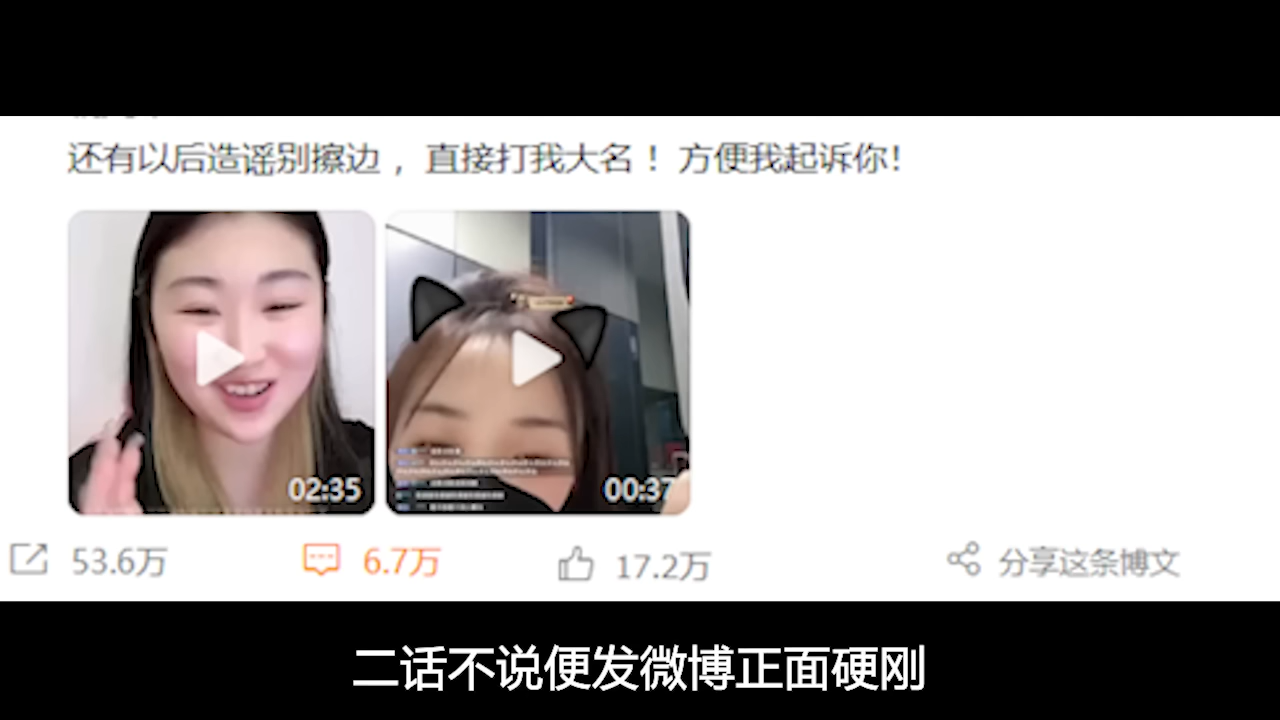 还有以后造谣别擦边，直接打我大名！方便我起诉你！
02:35
00:37
53.6万
6.7万
17.2万
分享这条博文
二话不说便发微博正面硬刚